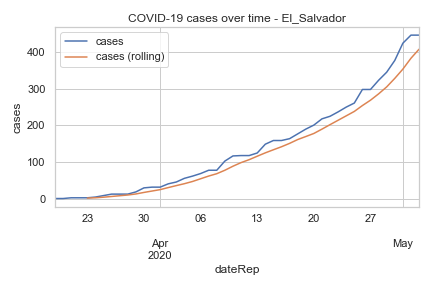 COVID-19 cases over time - El_Salvador
cases
cases (rolling)
cases
400
300
200
100
0
23
30
06
13
20
27
Apr
2020
May
dateRep